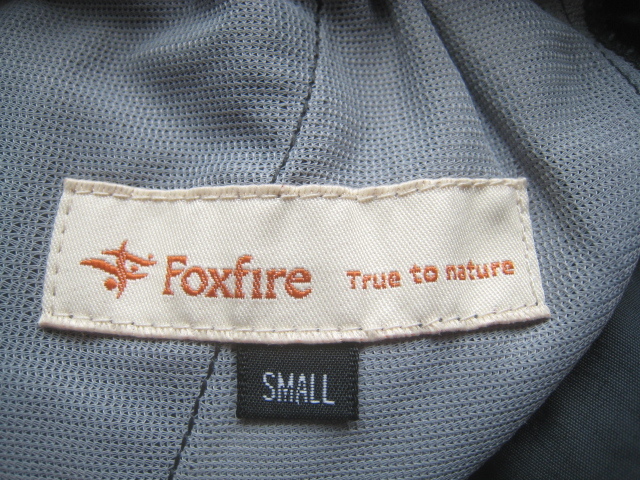 Foxfire True to nature
SMALL